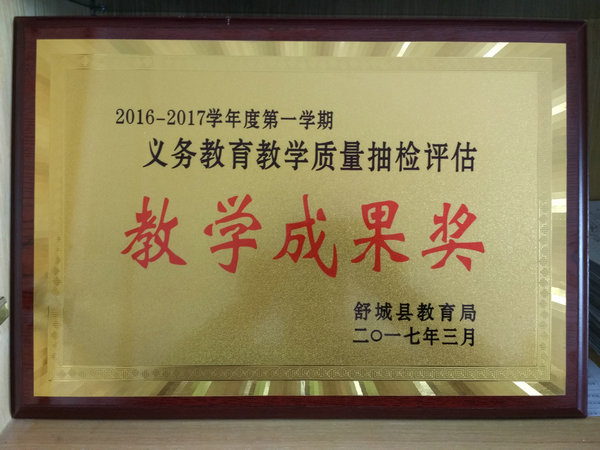 2016-2017学年度第一学期
义务教育教学质量抽检评估
教学成果奖
舒城县教育局
二〇一七年三月